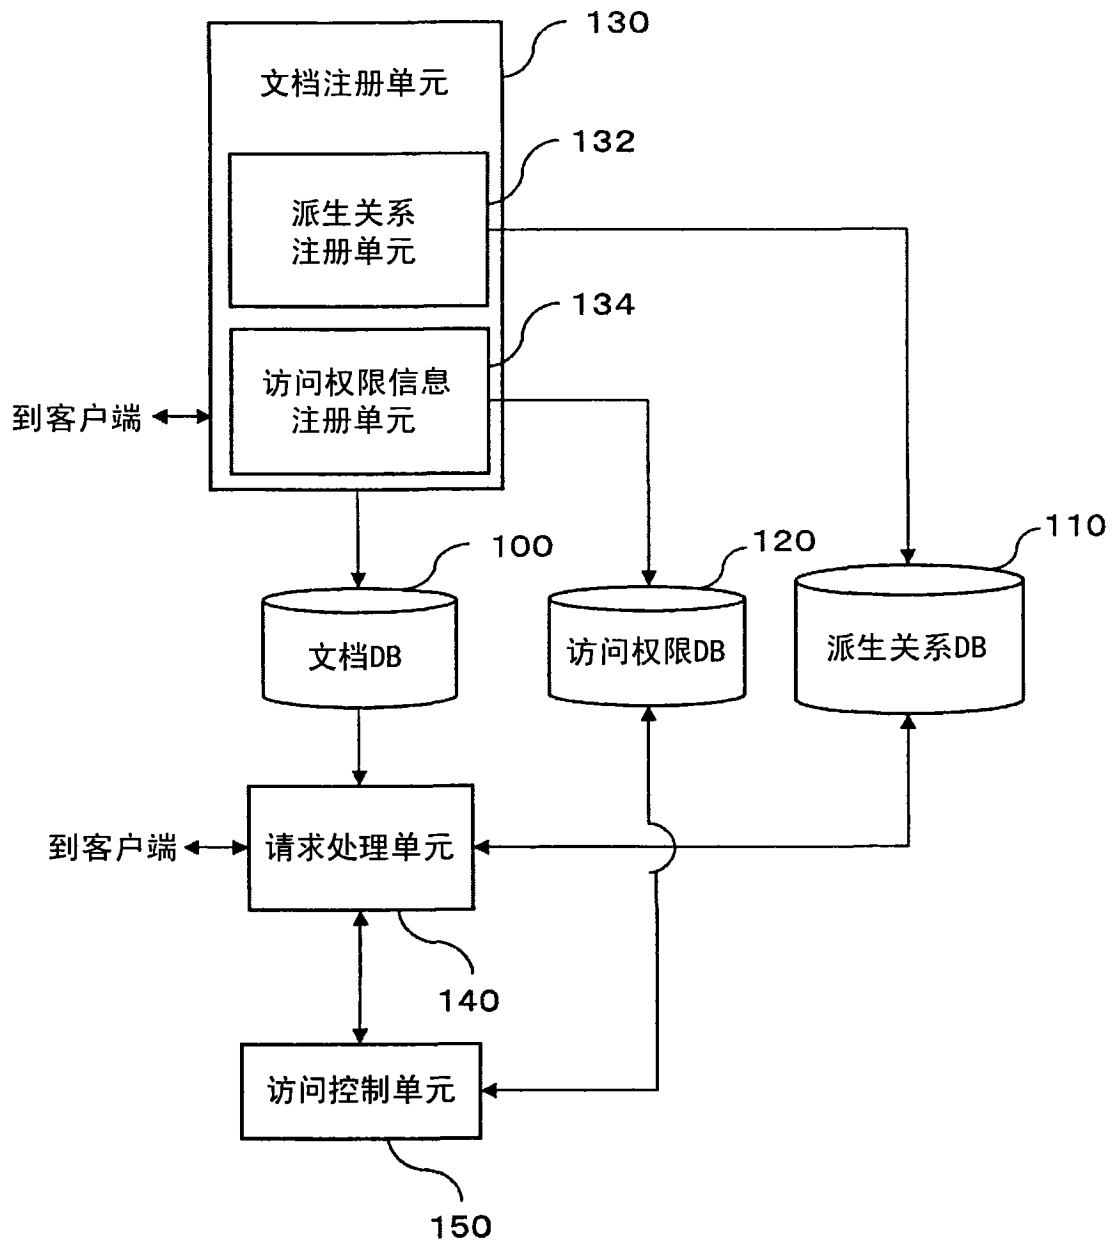 130
文档注册单元
132
派生关系
注册单元
134
访问权限信息
注册单元
到客户端
100
120
110
文档DB
访问权限DB
派生关系DB
到客户端
请求处理单元
140
访问控制单元
150